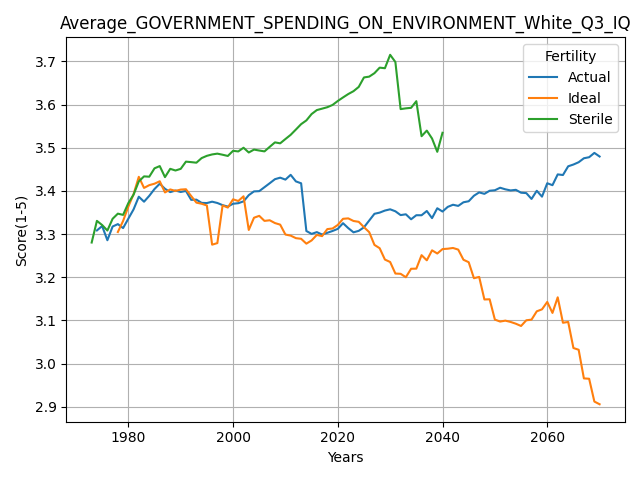 Average_GOVERNMENT_SPENDING_ON_ENVIRONMENT_White_Q3_IQ
Fertility
Actual
Ideal
Sterile
3.7
3.6
3.5
3.4
3.3
3.2
3.1
3.0
2.9
Score(1-5)
1980 2000 2020 2040 2060
Years